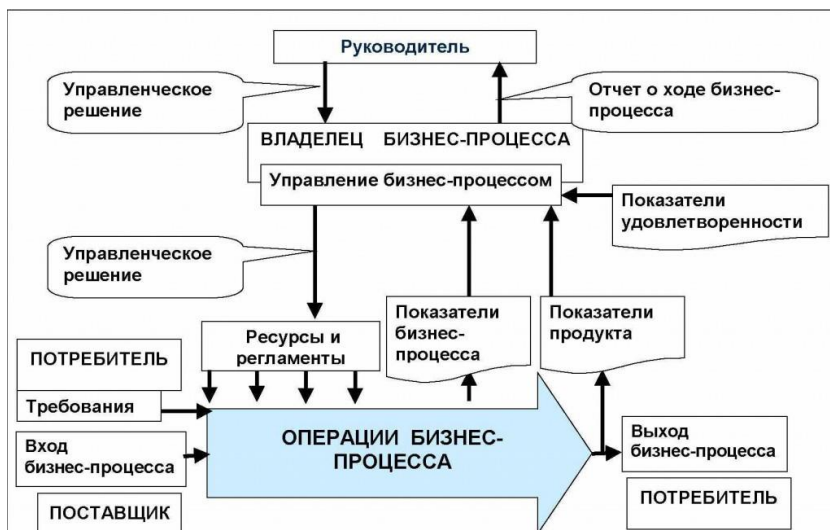 Руководитель
Управленческое
решение
Отчет о ходе бизнес-
процесса
ВЛАДЕЛЕЦ БИЗНЕС-ПРОЦЕССА
Управление бизнес-процессом
Показатели
удовлетворенности
Управленческое
решение
Ресурсы и
регламенты
Показатели
бизнес-
процесса
Показатели
продукта
ПОТРЕБИТЕЛЬ
Требования
ОПЕРАЦИИ БИЗНЕС-
ПРОЦЕССА
Вход
бизнес-процесса
Выход
бизнес-процесса
ПОСТАВЩИК
ПОТРЕБИТЕЛЬ